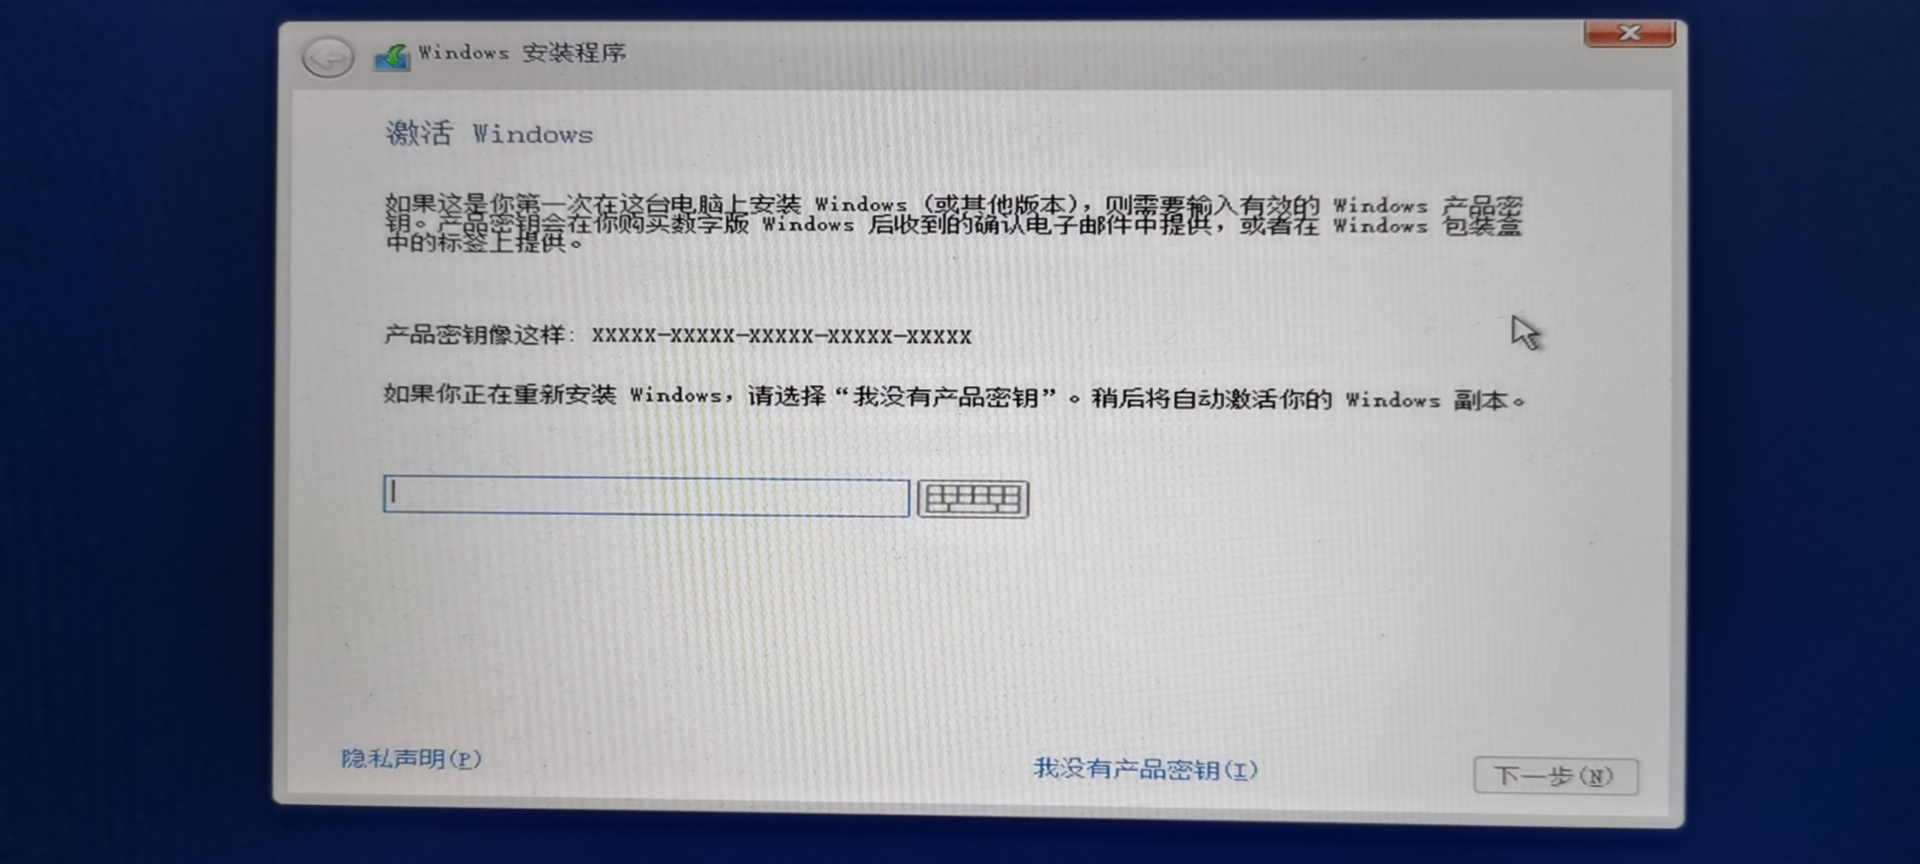 Windows 安装程序
激活 Windows
如果这是你第一次在这台电脑上安装 Windows (或其他版本)，则需要输入有效的 Windows 产品密
钥。产品密钥会在你购买数字版 Windows 后收到的确认电子邮件中提供，或者在 Windows 包装盒
中的标签上提供。
产品密钥像这样: XXXXX-XXXXX-XXXXX-XXXXX-XXXXX
如果你正在重新安装 Windows，请选择“我没有产品密钥”。稍后将自动激活你的 Windows 副本。
隐私声明(P)
我没有产品密钥(I)
下一步(N)